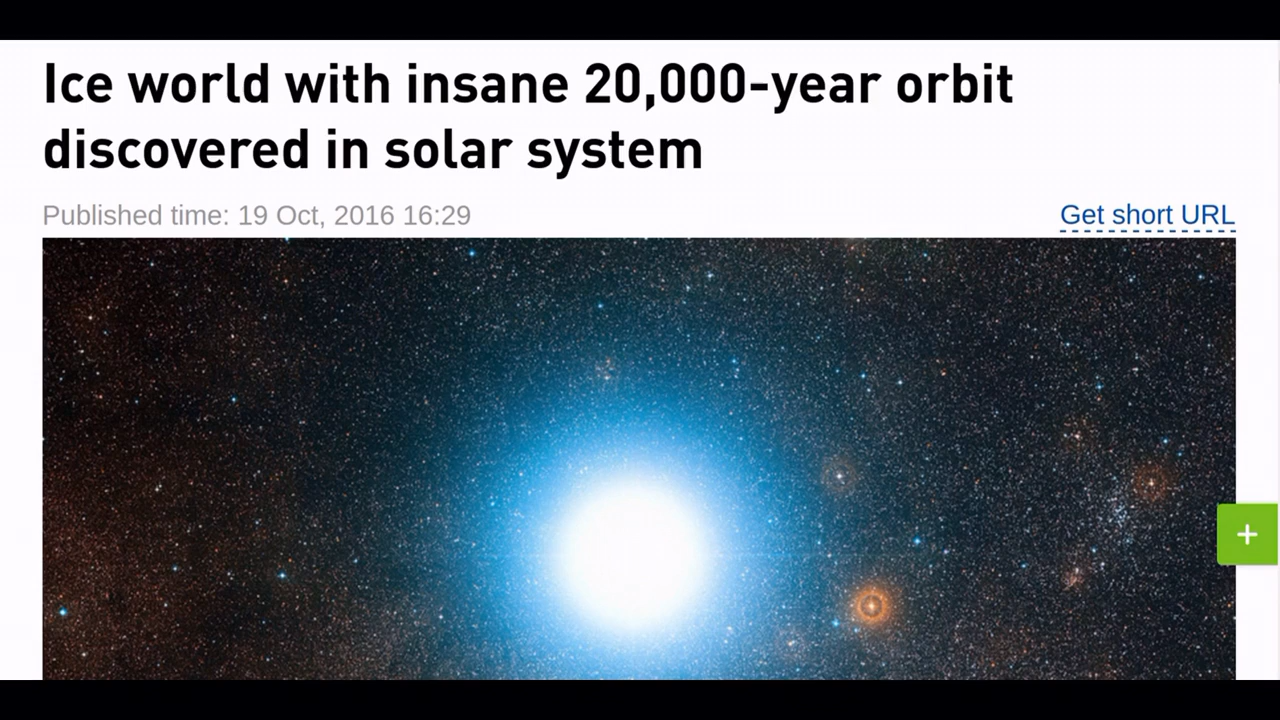 Ice world with insane 20,000-year orbit
discovered in solar system
Published time: 19 Oct, 2016 16:29
Get short URL
+